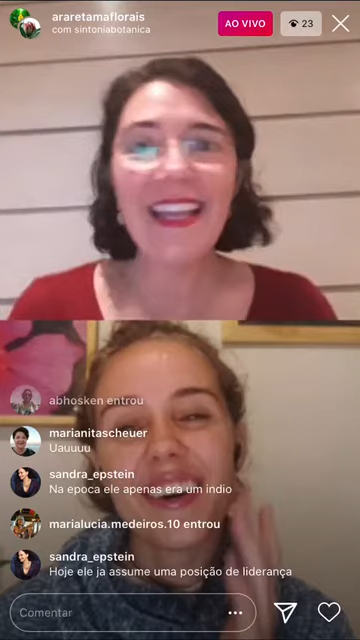 araretamaflorais
com sintoniabotanica
AO VIVO
23
abhosken entrou
marianitascheuer
Uauuuu
sandra_epstein
Na epoca ele apenas era um indio
marialucia.medeiros.10 entrou
sandra_epstein
Hoje ele ja assume uma posição de liderança
Comentar